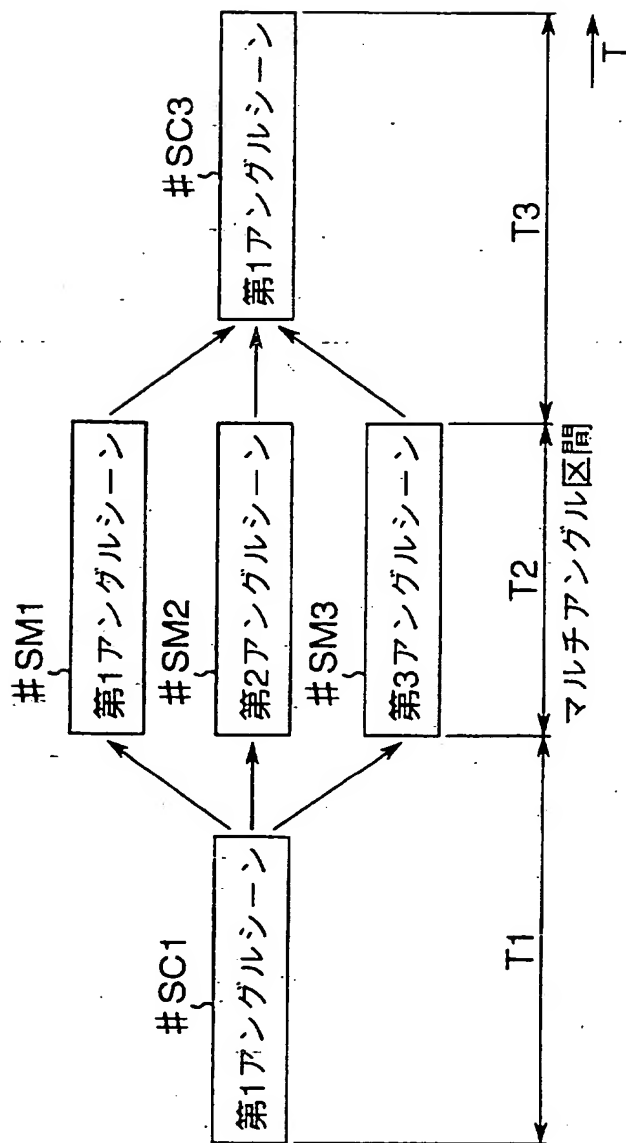 #SC1
第1アングルシーン
#SM1
第1アングルシーン
#SM2
第2アングルシーン
#SM3
第3アングルシーン
#SC3
第1アングルシーン
T1
T2
マルチアングル区間
T3
T